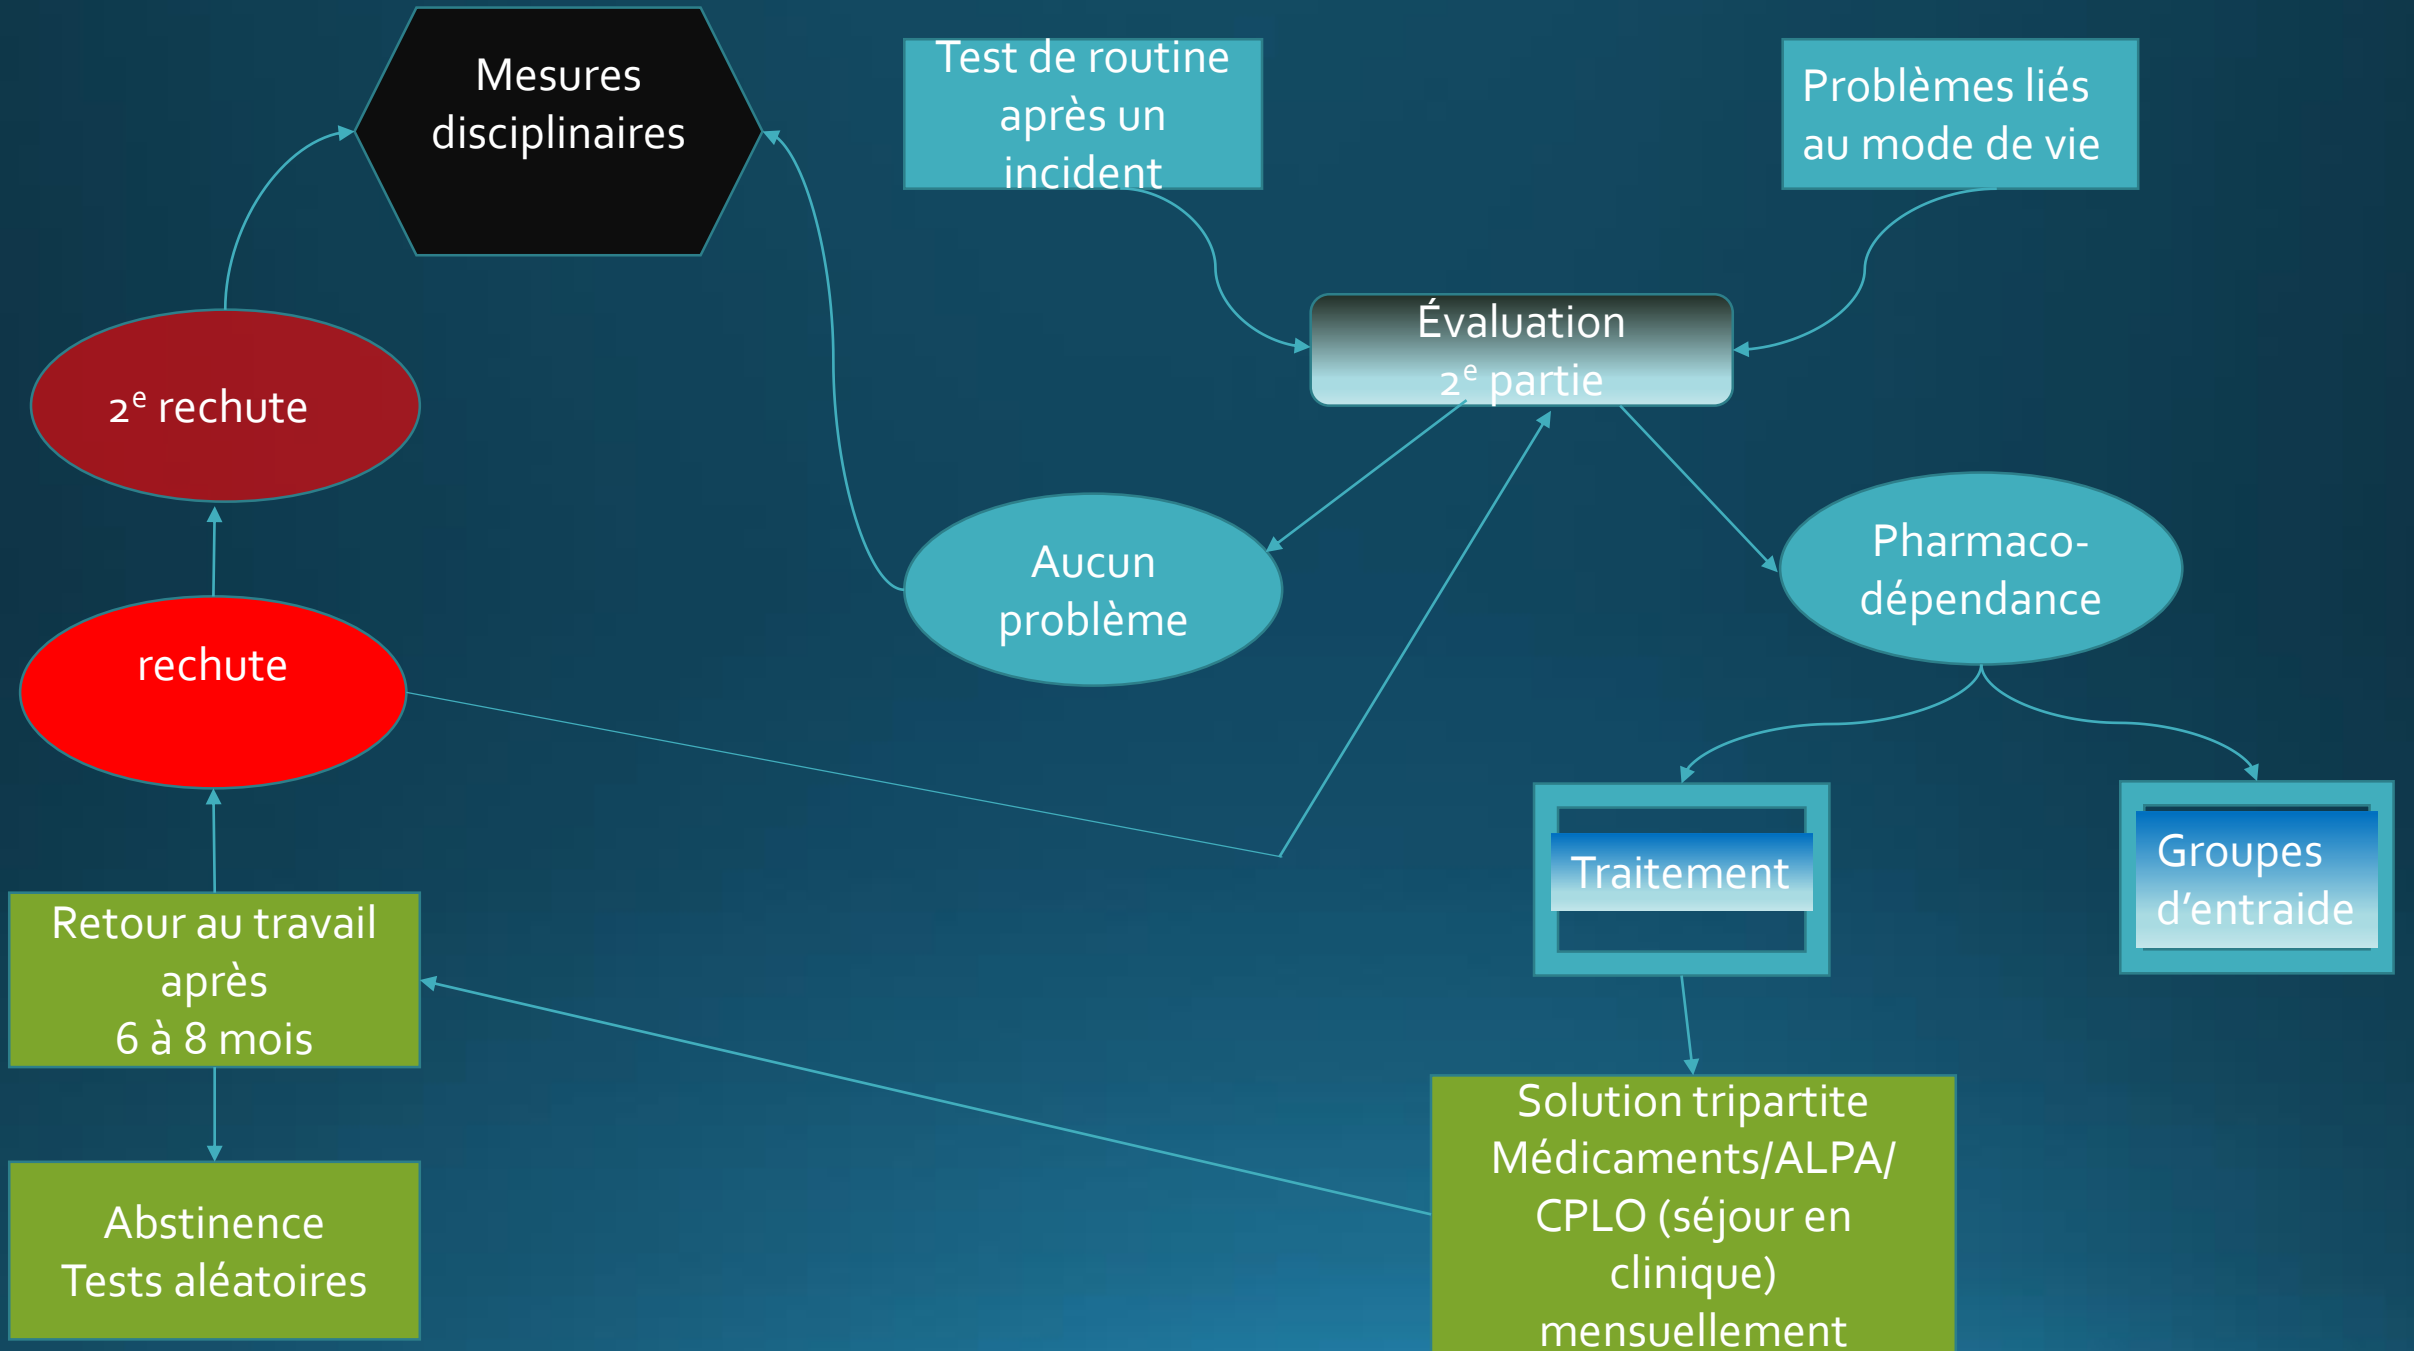 Mesures
disciplinaires
Test de routine
après un
incident
Problèmes liés
au mode de vie
Évaluation
2e partie
2e rechute
Aucun
problème
Pharmaco-
dépendance
rechute
Traitement
Groupes
d’entraide
Retour au travail
après
6 à 8 mois
Solution tripartite
Médicaments/ALPA/
CPLO (séjour en
clinique)
mensuellement
Abstinence
Tests aléatoires